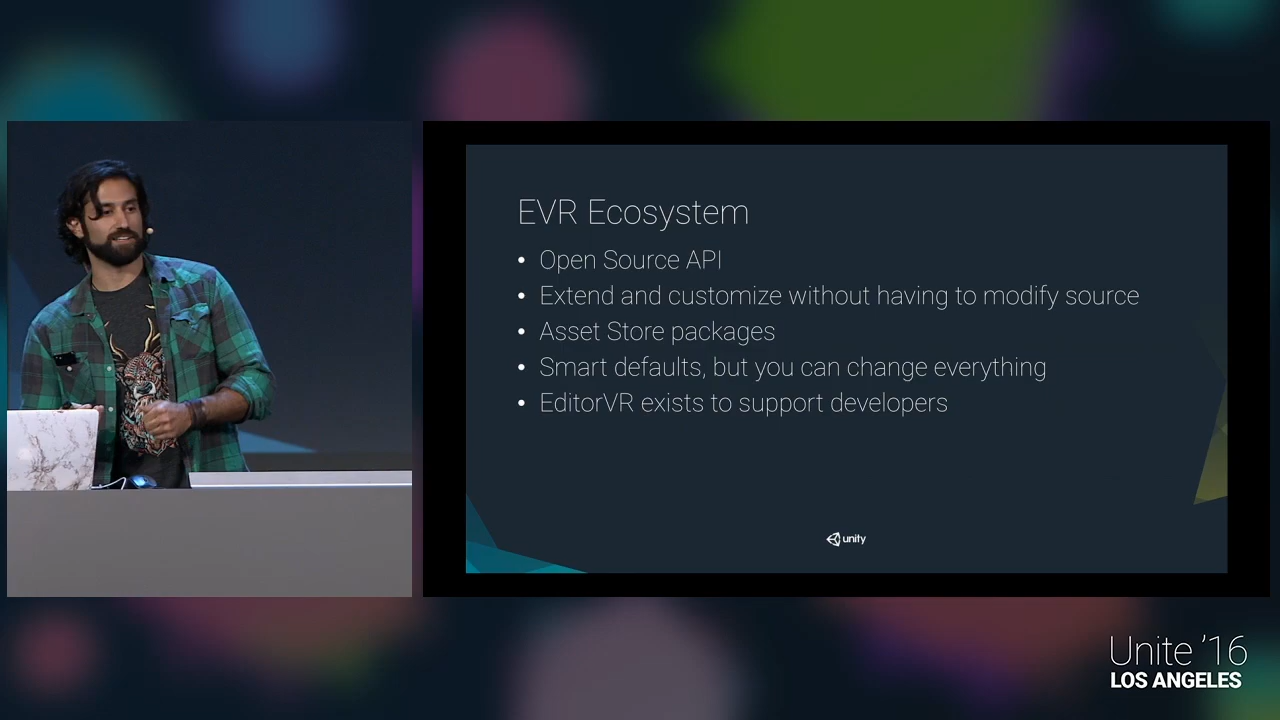 EVR Ecosystem
• Open Source API
• Extend and customize without having to modify source
• Asset Store packages
• Smart defaults, but you can change everything
• EditorVR exists to support developers
unity
Unite '16
LOS ANGELES